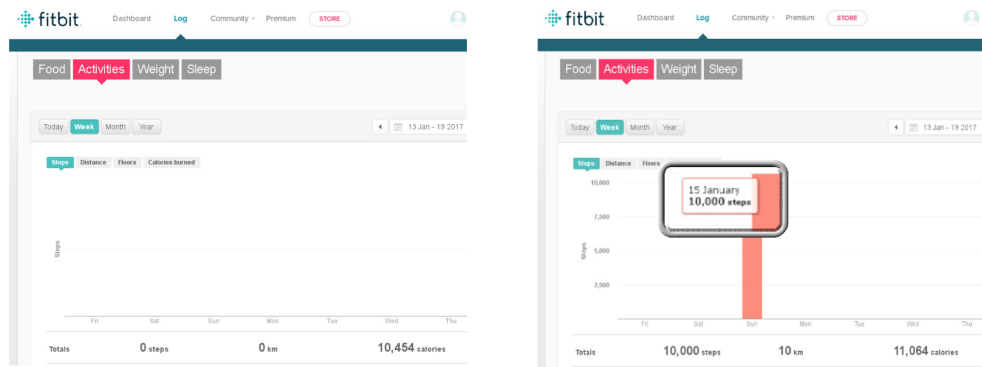 fitbit. Dashboard Log Community Premium STORE
Food Activities Weight Sleep
Today Week Month Year 13 Jan - 19 2017
Steps Distance Floors Calories burned
Steps
Fri Sat Sun Mon Tue Wed Thu
Totals 0 steps 0 km 10,454 calories
fitbit. Dashboard Log Community Premium STORE
Food Activities Weight Sleep
Today Week Month Year 13 Jan - 19 2017
Steps Distance Floors
10,000
15 January
10,000 steps
7,500
Steps
5,000
2,500
Fri Sat Sun Mon Tue Wed Thu
Totals 10,000 steps 10 km 11,064 calories